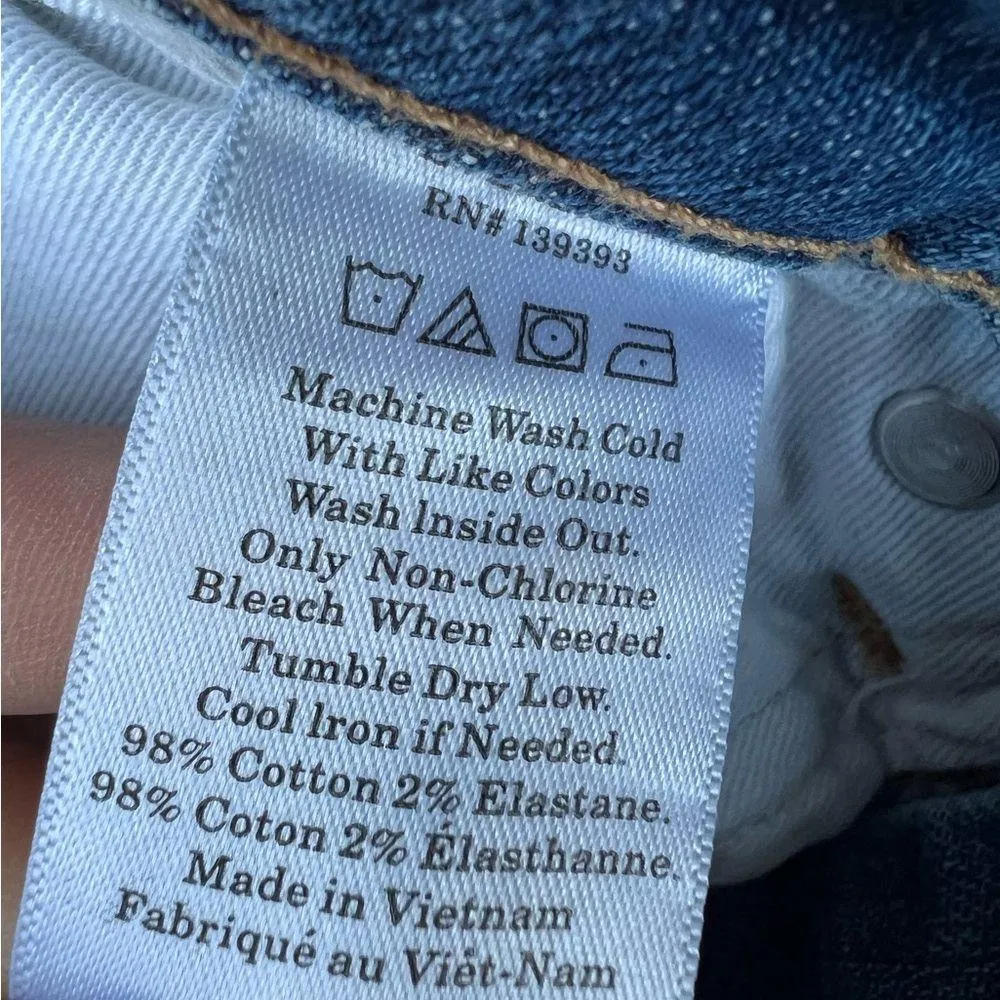 RN# 139393
Machine Wash Cold
With Like Colors
Wash Inside Out.
Only Non-Chlorine
Bleach When Needed.
Tumble Dry Low.
Cool Iron if Needed.
98% Cotton 2% Elastane.
98% Coton 2% Élasthanne.
Made in Vietnam
Fabriqué au Viêt-Nam